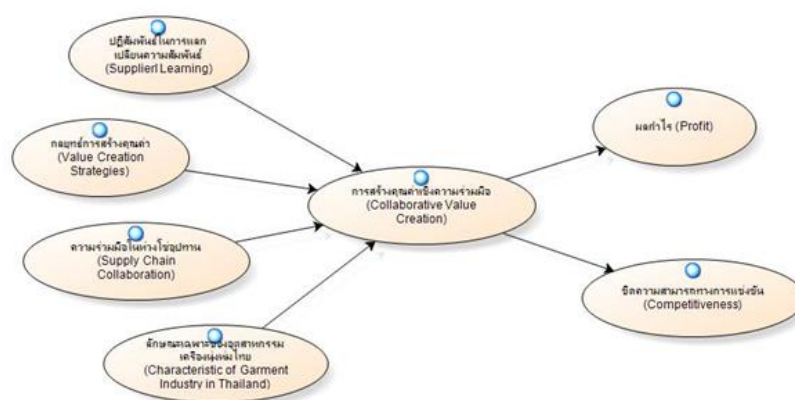 ปฏิสัมพันธ์ในการแลก
เปลี่ยนความสัมพันธ์
(Supplierl Learning)
กลยุทธ์การสร้างคุณค่า
(Value Creation
Strategies)
ความร่วมมือในห่วงโซ่อุปทาน
(Supply Chain
Collaboration)
ลักษณะเฉพาะของอุตสาหกรรม
เครื่องนุ่งห่มไทย
(Characteristic of Garment
Industry in Thailand)
การสร้างคุณค่าเชิงความร่วมมือ
(Collaborative Value
Creation)
ผลกำไร (Profit)
ขีดความสามารถทางการแข่งขัน
(Competitiveness)